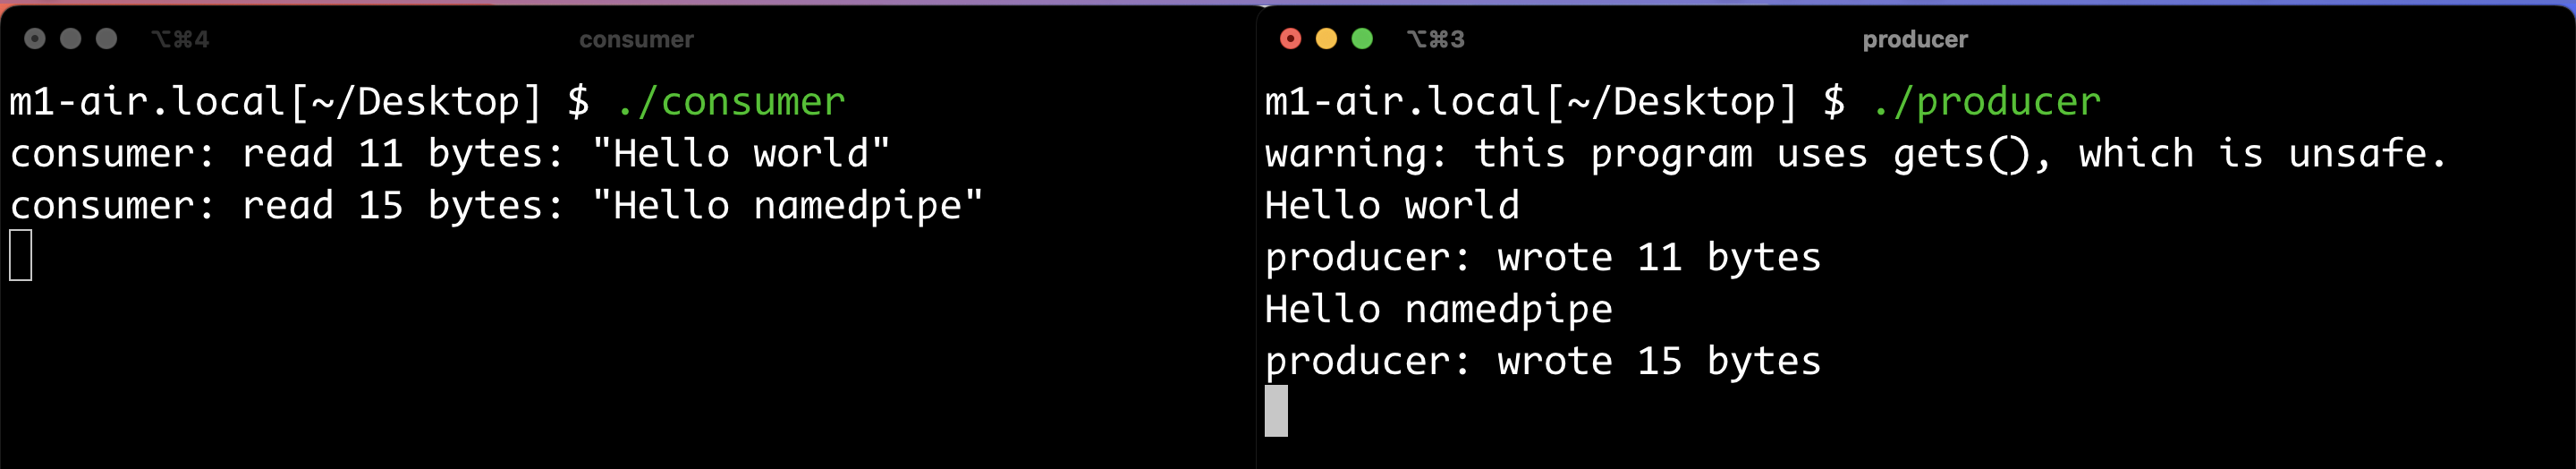 ⌥⌘4
consumer
m1-air.local[~/Desktop] $ ./consumer
consumer: read 11 bytes: "Hello world"
consumer: read 15 bytes: "Hello namedpipe"
⌥⌘3
producer
m1-air.local[~/Desktop] $ ./producer
warning: this program uses gets(), which is unsafe.
Hello world
producer: wrote 11 bytes
Hello namedpipe
producer: wrote 15 bytes